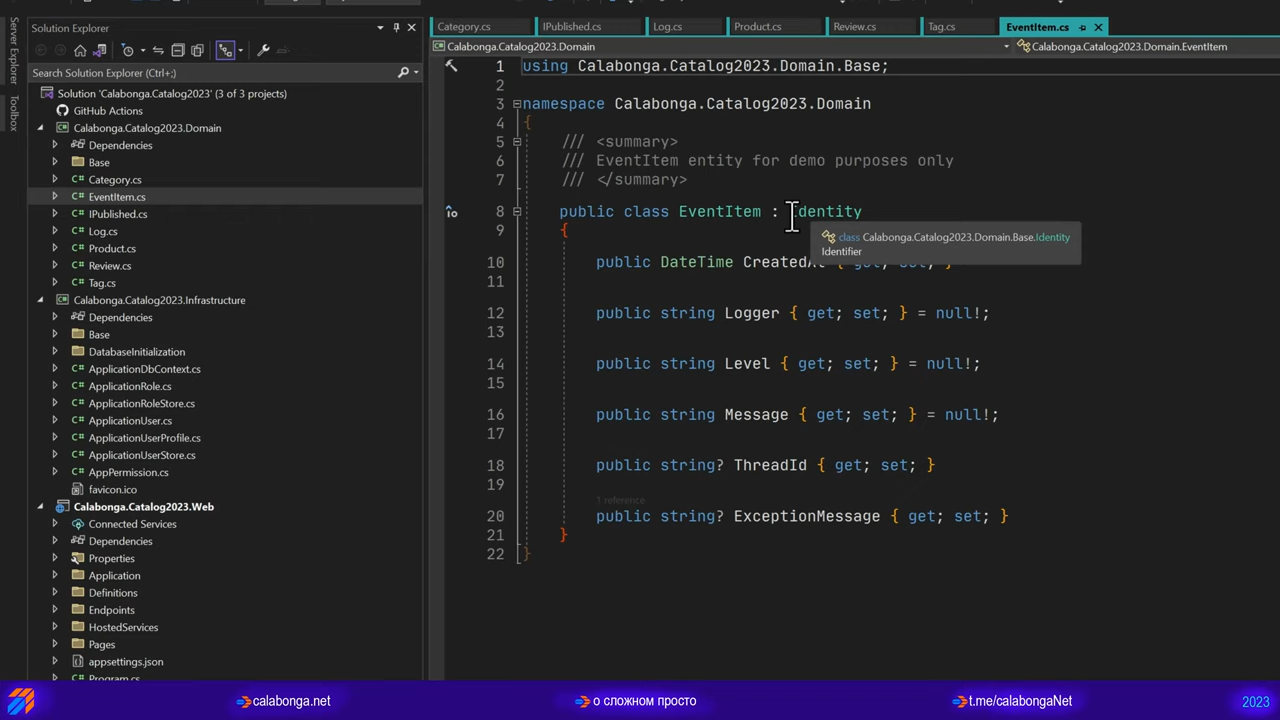 Server Explorer
Toolbox
Solution Explorer
Search Solution Explorer (Ctrl+;)
Solution 'Calabonga.Catalog2023' (3 of 3 projects)
GitHub Actions
Calabonga.Catalog2023.Domain
Dependencies
Base
Category.cs
EventItem.cs
IPublished.cs
Log.cs
Product.cs
Review.cs
Tag.cs
Calabonga.Catalog2023.Infrastructure
Dependencies
Base
DatabaseInitialization
ApplicationDbContext.cs
ApplicationRole.cs
ApplicationRoleStore.cs
ApplicationUser.cs
ApplicationUserProfile.cs
ApplicationUserStore.cs
AppPermission.cs
favicon.ico
Calabonga.Catalog2023.Web
Connected Services
Dependencies
Properties
Application
Definitions
Endpoints
HostedServices
Pages
appsettings.json
Program.cs
Category.cs IPublished.cs Log.cs Product.cs Review.cs Tag.cs EventItem.cs
Calabonga.Catalog2023.Domain Calabonga.Catalog2023.Domain.EventItem
1 using Calabonga.Catalog2023.Domain.Base;
2
3 namespace Calabonga.Catalog2023.Domain
4 {
5 /// <summary>
6 /// EventItem entity for demo purposes only
7 /// </summary>
8 public class EventItem : Identity
9 {
class Calabonga.Catalog2023.Domain.Base.Identity
Identifier
10 public DateTime CreatedAt { get; set; }
11
12 public string Logger { get; set; } = null!;
13
14 public string Level { get; set; } = null!;
15
16 public string Message { get; set; } = null!;
17
18 public string? ThreadId { get; set; }
19
1 reference
20 public string? ExceptionMessage { get; set; }
21 }
22 }
calabonga.net о сложном просто t.me/calabongaNet 2023